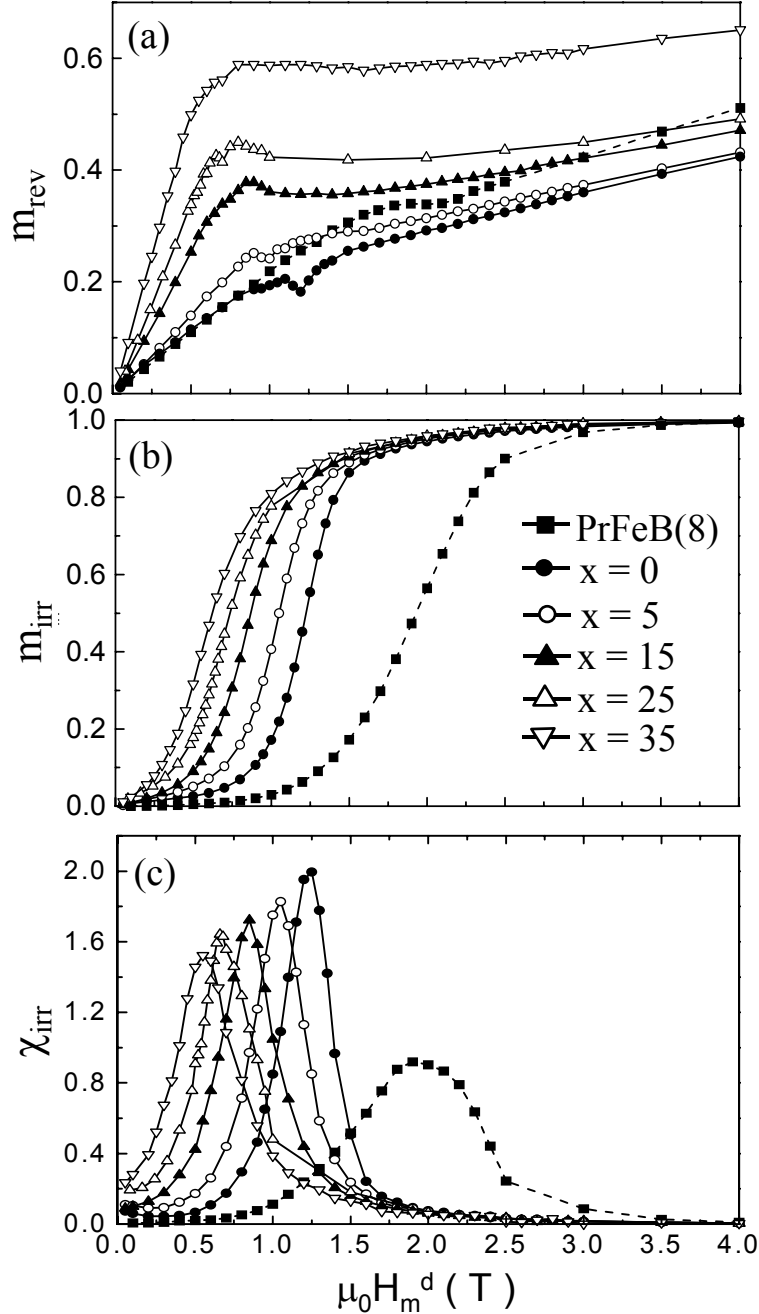 (a)
0.6
0.4
0.2
0.0
m_rev
(b)
1.0
0.8
0.6
0.4
0.2
0.0
m_irr
PrFeB(8)
x = 0
x = 5
x = 15
x = 25
x = 35
(c)
2.0
1.6
1.2
0.8
0.4
0.0
χ_irr
0.0 0.5 1.0 1.5 2.0 2.5 3.0 3.5 4.0
μ₀Hₘᵈ ( T )